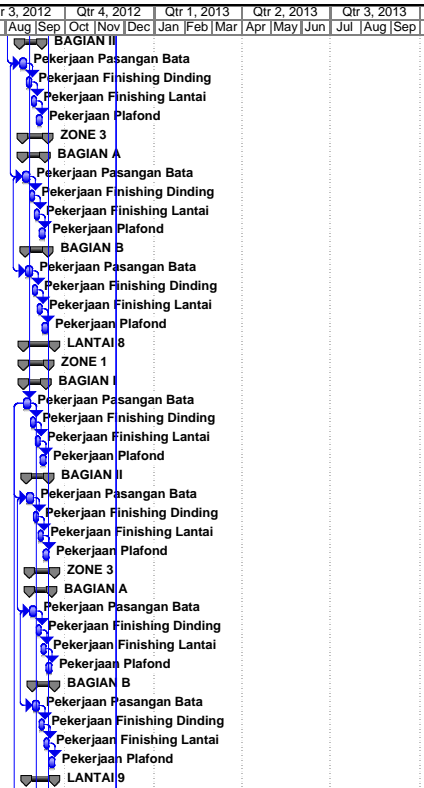 r 3, 2012 Qtr 4, 2012 Qtr 1, 2013 Qtr 2, 2013 Qtr 3, 2013
Aug Sep Oct Nov Dec Jan Feb Mar Apr May Jun Jul Aug Sep
BAGIAN II
Pekerjaan Pasangan Bata
Pekerjaan Finishing Dinding
Pekerjaan Finishing Lantai
Pekerjaan Plafond
ZONE 3
BAGIAN A
Pekerjaan Pasangan Bata
Pekerjaan Finishing Dinding
Pekerjaan Finishing Lantai
Pekerjaan Plafond
BAGIAN B
Pekerjaan Pasangan Bata
Pekerjaan Finishing Dinding
Pekerjaan Finishing Lantai
Pekerjaan Plafond
LANTAI 8
ZONE 1
BAGIAN I
Pekerjaan Pasangan Bata
Pekerjaan Finishing Dinding
Pekerjaan Finishing Lantai
Pekerjaan Plafond
BAGIAN II
Pekerjaan Pasangan Bata
Pekerjaan Finishing Dinding
Pekerjaan Finishing Lantai
Pekerjaan Plafond
ZONE 3
BAGIAN A
Pekerjaan Pasangan Bata
Pekerjaan Finishing Dinding
Pekerjaan Finishing Lantai
Pekerjaan Plafond
BAGIAN B
Pekerjaan Pasangan Bata
Pekerjaan Finishing Dinding
Pekerjaan Finishing Lantai
Pekerjaan Plafond
LANTAI 9